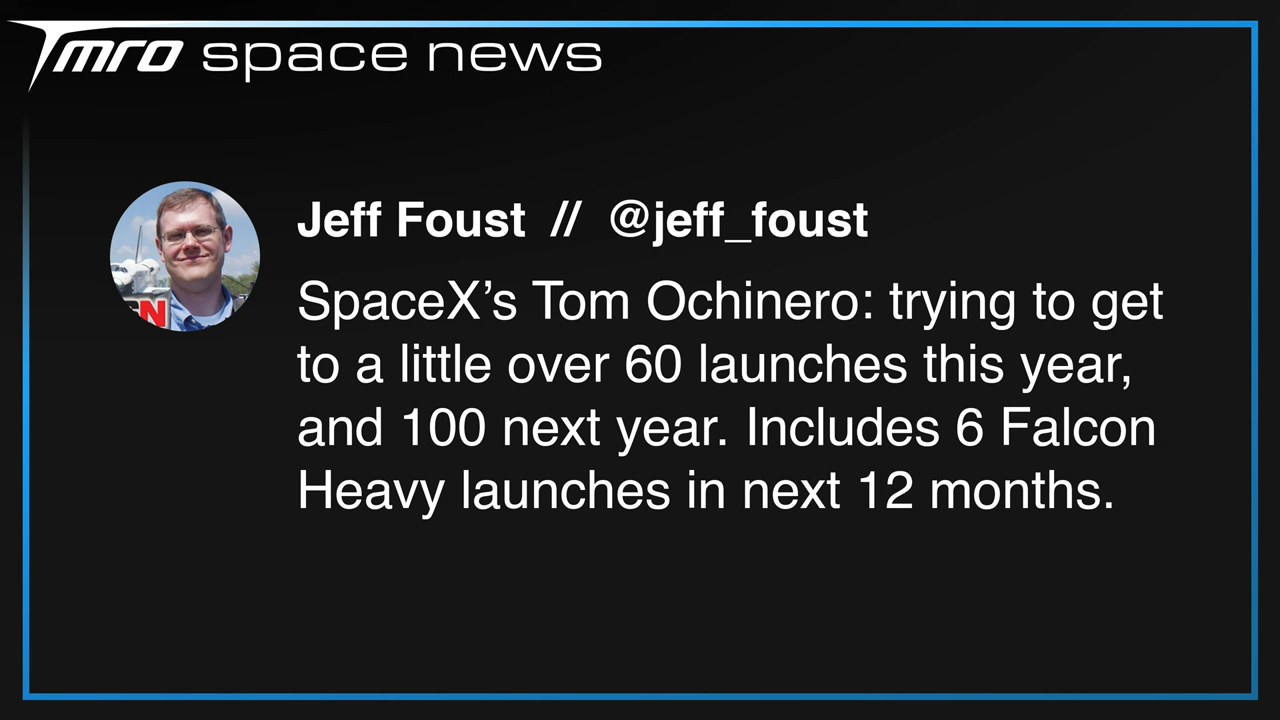 Tmro space news
Jeff Foust // @jeff_foust
SpaceX’s Tom Ochinero: trying to get
to a little over 60 launches this year,
and 100 next year. Includes 6 Falcon
Heavy launches in next 12 months.
N